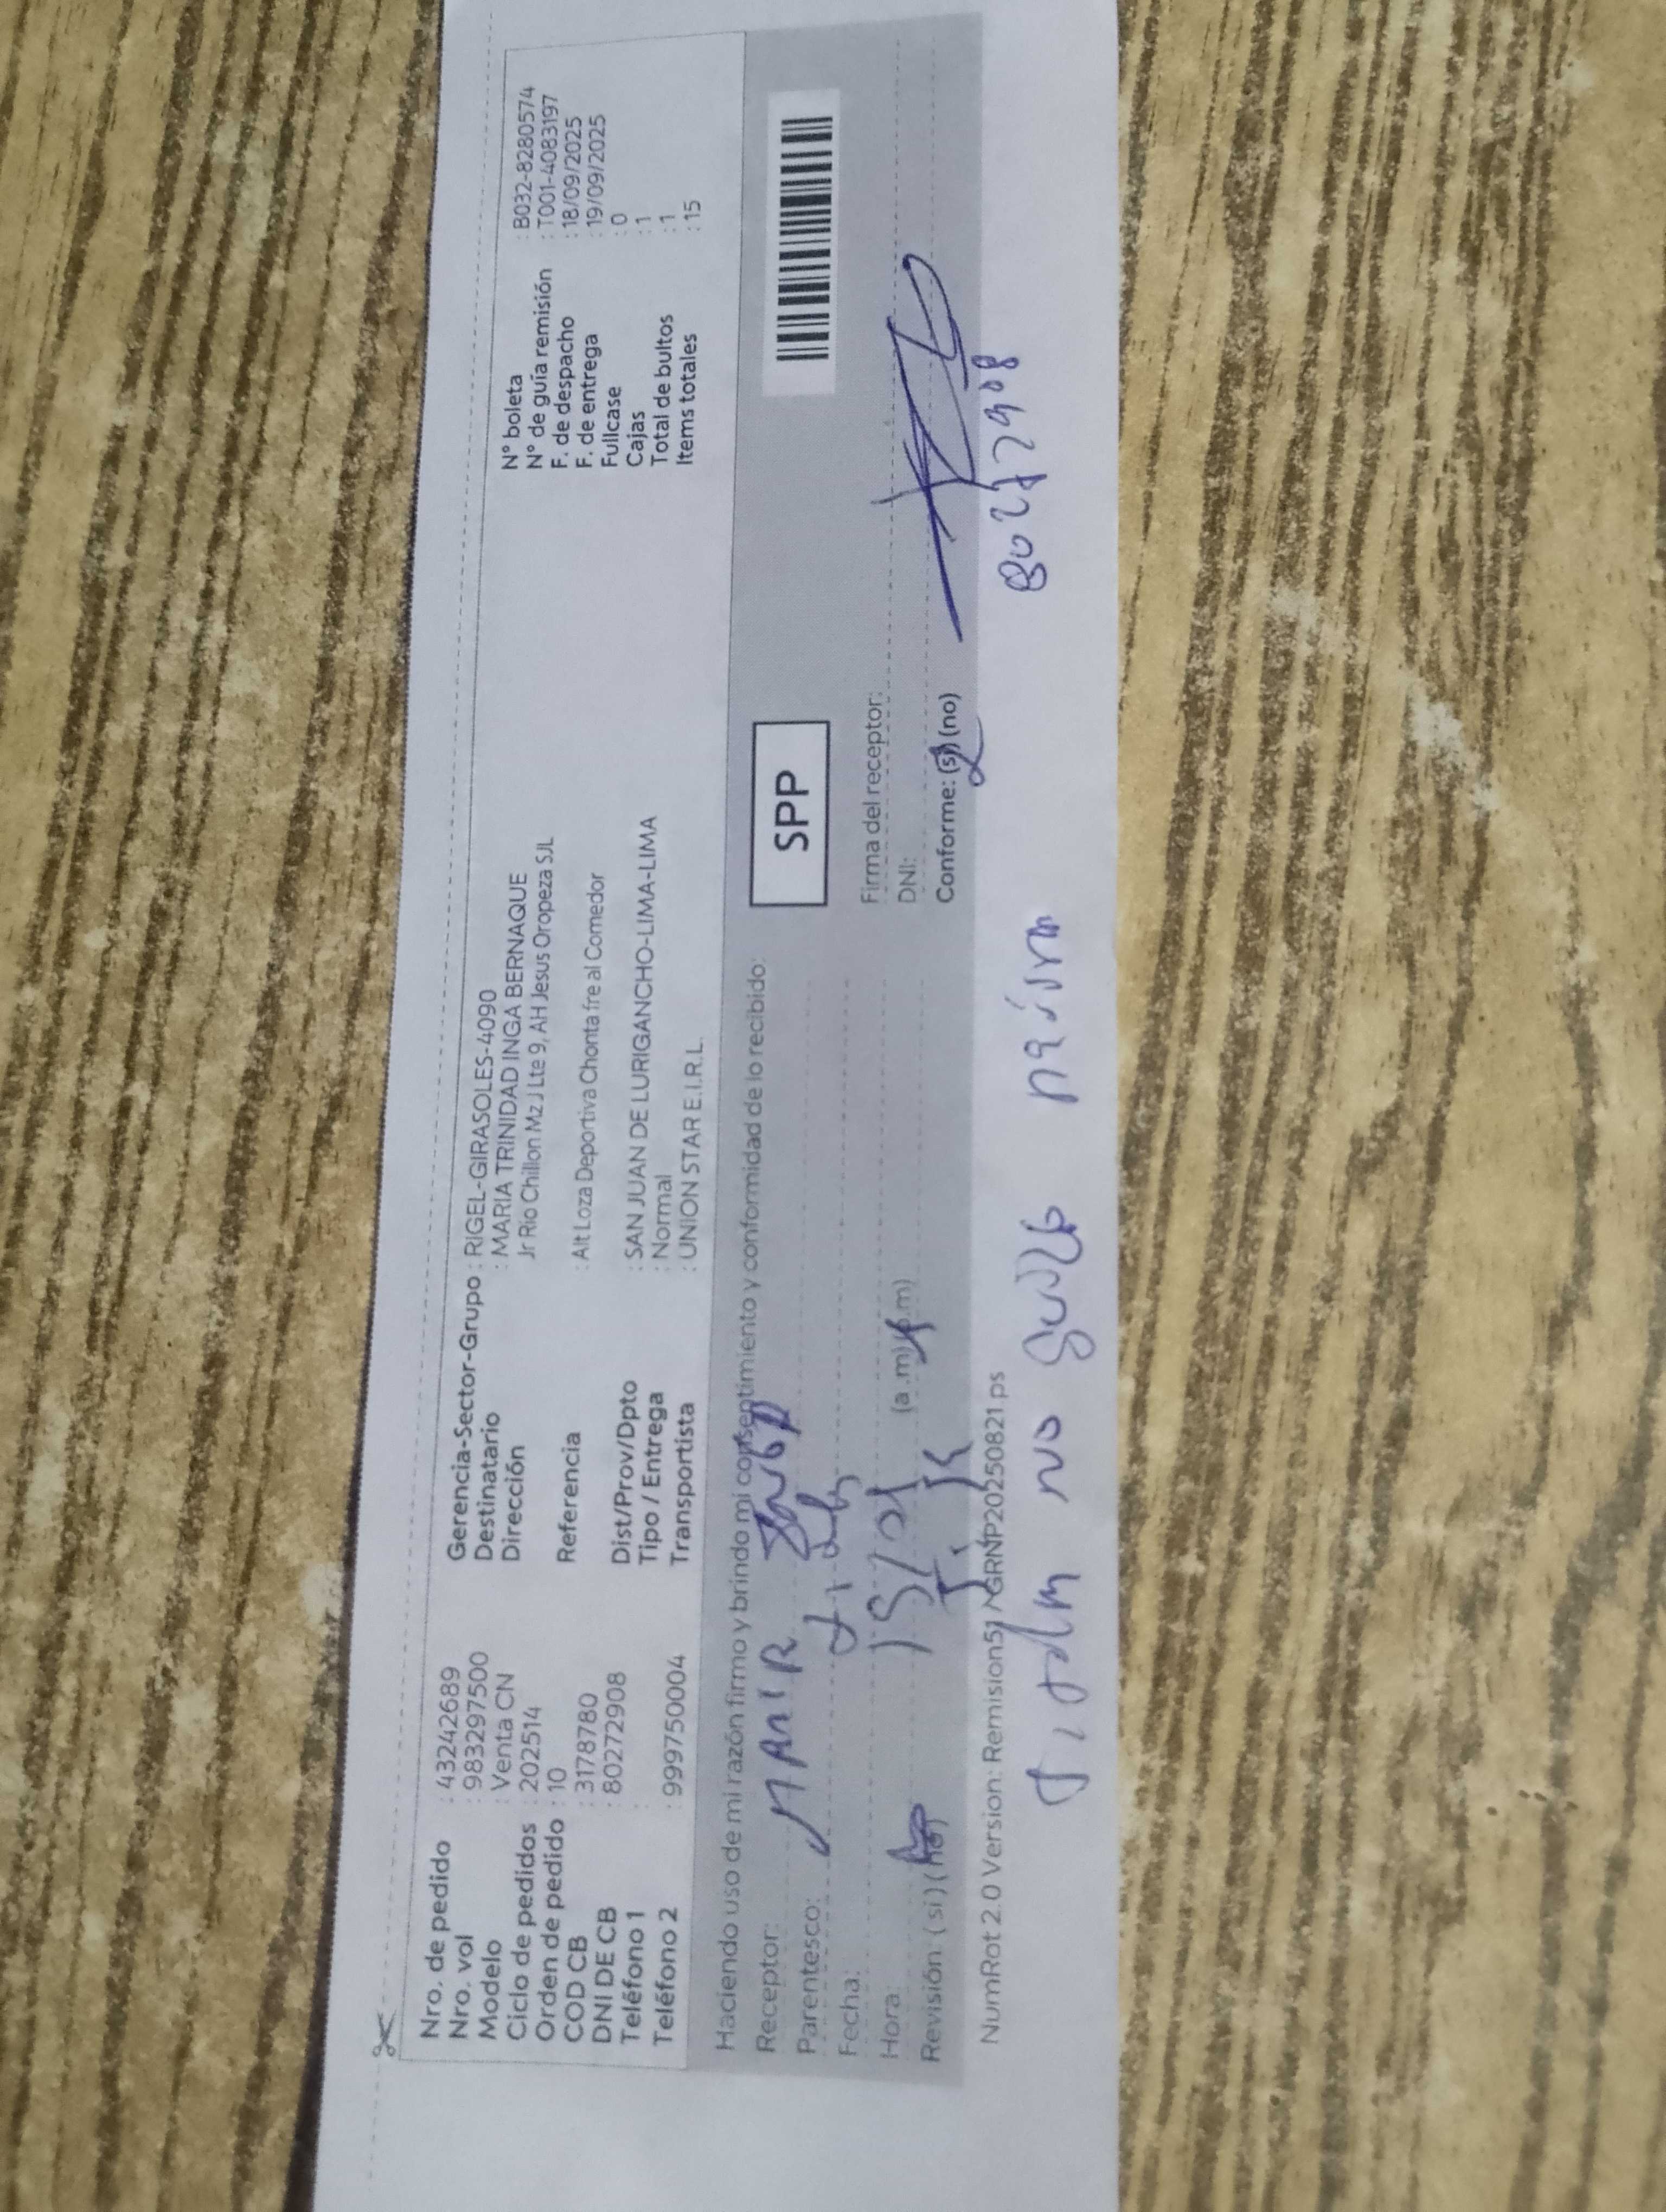 Nro. de pedido : 43242689
Nro. vol : 983297500
Modelo : Venta CN
Ciclo de pedidos : 202514
Orden de pedido : 10
COD CB : 3178780
DNI DE CB : 80272908
Teléfono 1 :
Teléfono 2 : 999750004
Gerencia-Sector-Grupo : RIGEL-GIRASOLES-4090
Destinatario : MARIA TRINIDAD INGA BERNAQUE
Dirección Jr Rio Chillon Mz J Lte 9, AH Jesus Oropeza SJL
Referencia : Alt Loza Deportiva Chonta fre al Comedor
Dist/Prov/Dpto : SAN JUAN DE LURIGANCHO-LIMA-LIMA
Tipo / Entrega : Normal
Transportista : UNION STAR E.I.R.L.
N° boleta : B032-8280574
N° de guía remisión : T001-4083197
F. de despacho : 18/09/2025
F. de entrega : 19/09/2025
Fullcase : 0
Cajas : 1
Total de bultos : 1
Items totales : 15
Haciendo uso de mi razón firmo y brindo mi consentimiento y conformidad de lo recibido:
SPP
Receptor:
Parentesco:
Fecha:
Hora: (a.m) (p.m)
Revisión: (si)
Firma del receptor:
DNI: 80272908
Conforme: (si) (no)
NumRot 2.0 Version: Remision51 AGRNP20250821.ps
no